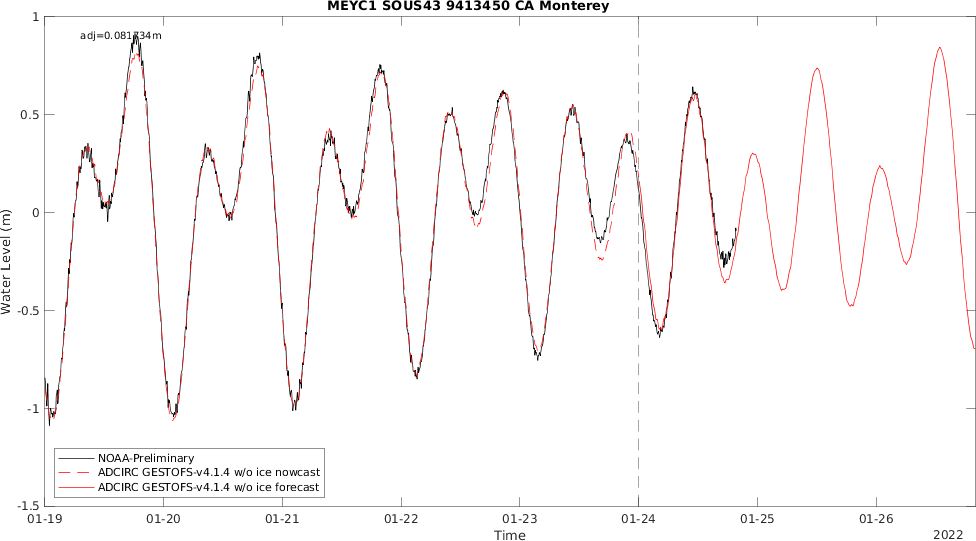 MEYC1 SOUS43 9413450 CA Monterey
adj=0.081734m
1
0.5
0
-0.5
-1
-1.5
Water Level (m)
NOAA-Preliminary
ADCIRC GESTOFS-v4.1.4 w/o ice nowcast
ADCIRC GESTOFS-v4.1.4 w/o ice forecast
01-19 01-20 01-21 01-22 01-23 01-24 01-25 01-26
Time
2022